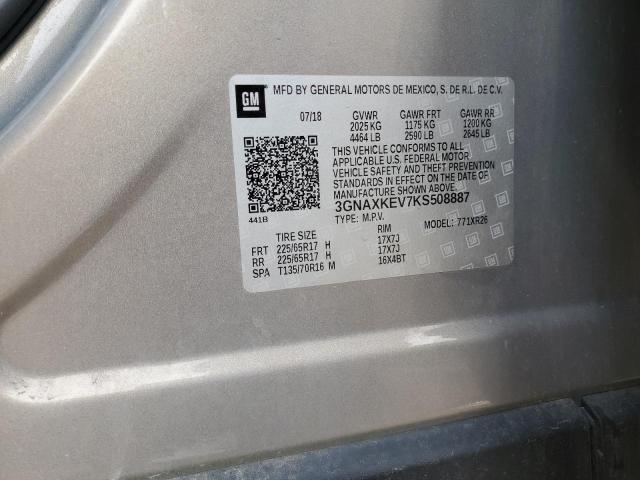 GM MFD BY GENERAL MOTORS DE MEXICO, S. DE R.L. DE C.V.
07/18 GVWR GAWR FRT GAWR RR
2025 KG 1175 KG 1200 KG
4464 LB 2590 LB 2645 LB
THIS VEHICLE CONFORMS TO ALL
APPLICABLE U.S. FEDERAL MOTOR
VEHICLE SAFETY AND THEFT PREVENTION
STANDARDS IN EFFECT ON THE DATE OF
MANUFACTURE SHOWN ABOVE.
3GNAXKEV7KS508887
441B TYPE: M.P.V. MODEL: 771XR26
TIRE SIZE RIM
FRT 225/65R17 H 17X7J
RR 225/65R17 H 17X7J
SPA T135/70R16 M 16X4BT